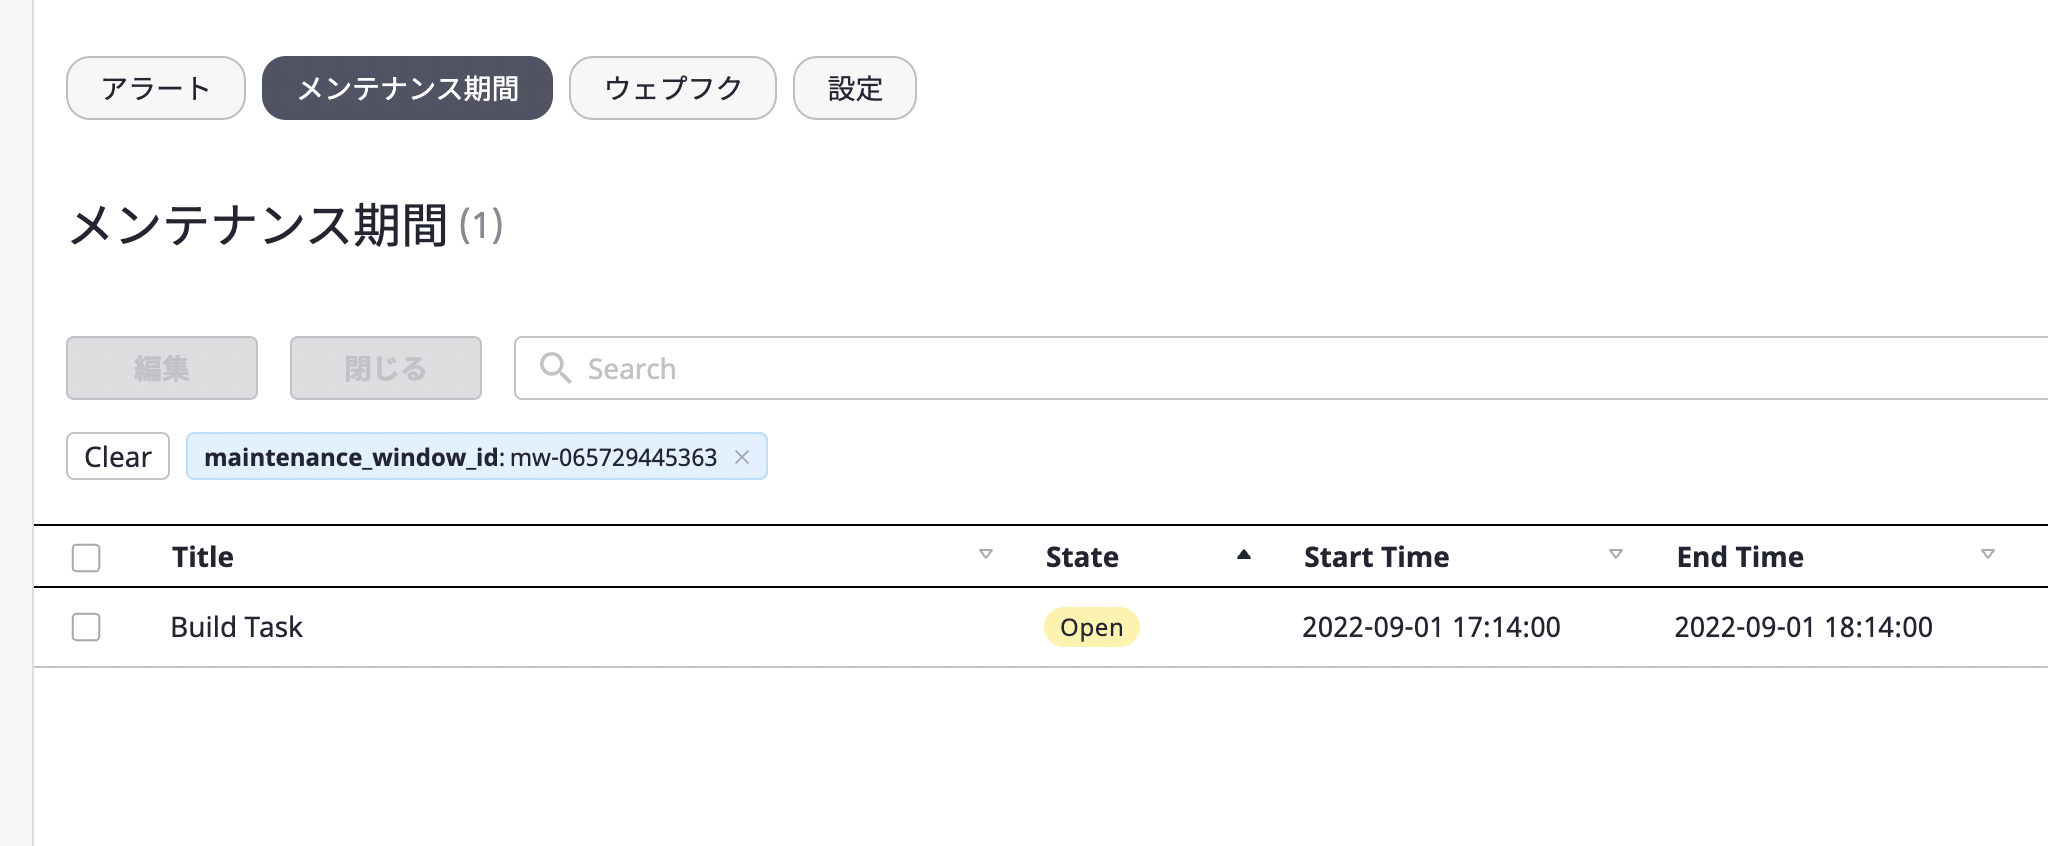 アラート メンテナンス期間 ウェプフク 設定
メンテナンス期間 (1)
編集 閉じる Search
Clear maintenance_window_id: mw-065729445363 ×
Title State Start Time End Time
Build Task Open 2022-09-01 17:14:00 2022-09-01 18:14:00